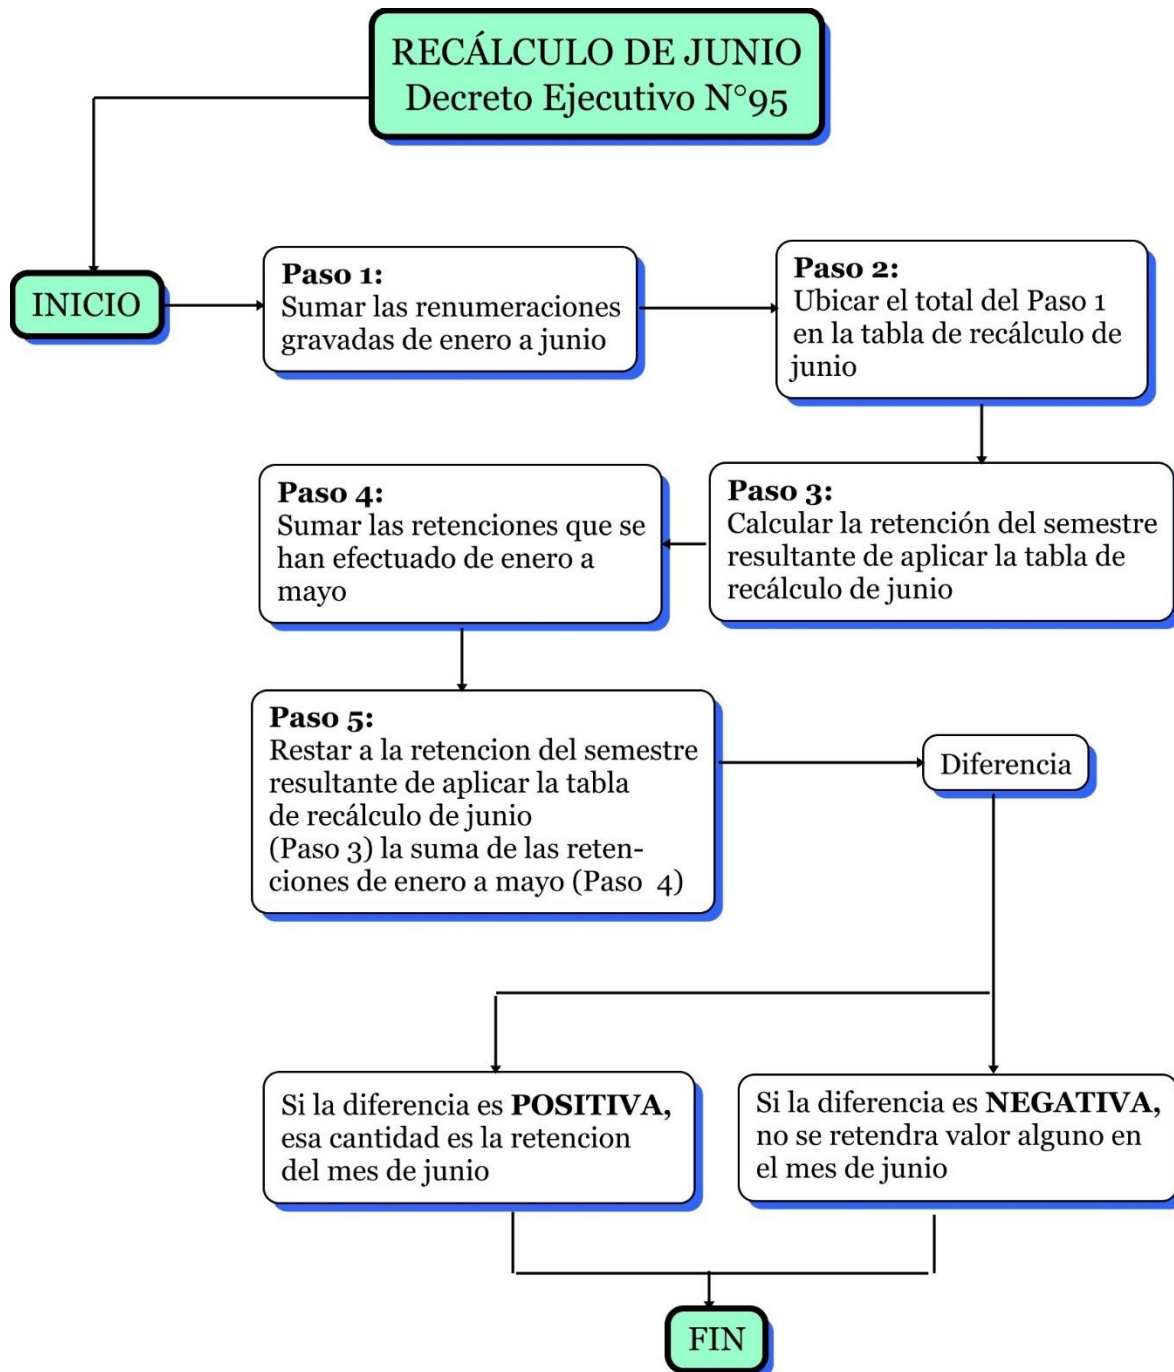 RECÁLCULO DE JUNIO
Decreto Ejecutivo N°95
INICIO
Paso 1:
Sumar las renumeraciones
gravadas de enero a junio
Paso 2:
Ubicar el total del Paso 1
en la tabla de recálculo de
junio
Paso 3:
Calcular la retención del semestre
resultante de aplicar la tabla de
recálculo de junio
Paso 4:
Sumar las retenciones que se
han efectuado de enero a
mayo
Paso 5:
Restar a la retencion del semestre
resultante de aplicar la tabla
de recálculo de junio
(Paso 3) la suma de las reten-
ciones de enero a mayo (Paso 4)
Diferencia
Si la diferencia es POSITIVA,
esa cantidad es la retencion
del mes de junio
Si la diferencia es NEGATIVA,
no se retendra valor alguno en
el mes de junio
FIN